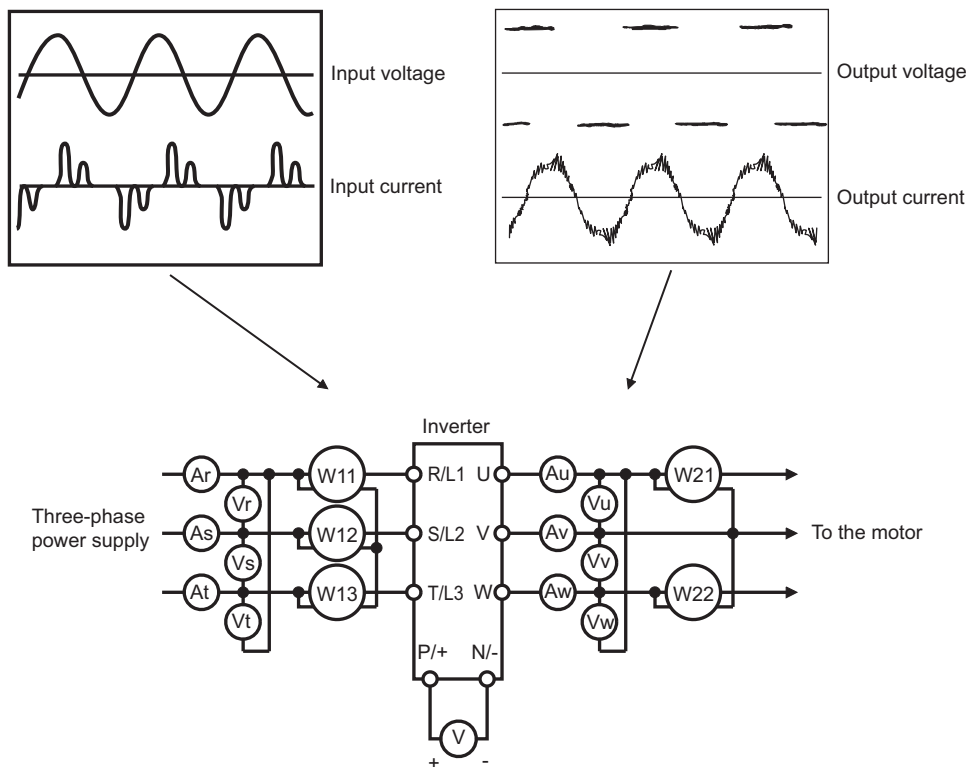 Input voltage
Input current
Output voltage
Output current
Inverter
Ar
W11
R/L1
U
Au
W21
Vr
Vu
Three-phase
power supply
As
W12
S/L2
V
Av
To the motor
Vs
Vv
At
W13
T/L3
W
Aw
W22
Vt
Vw
P/+
N/-
V
+
-